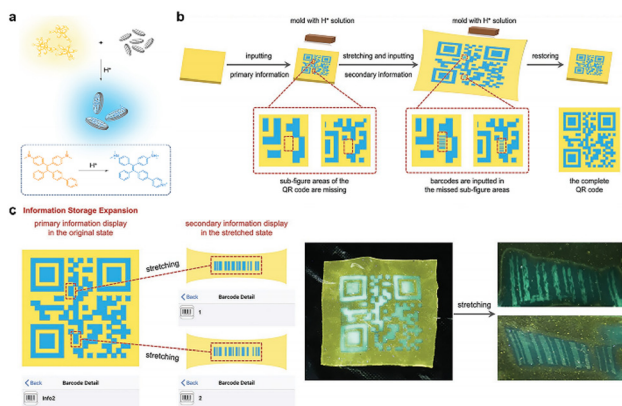 a
+
H⁺
H⁺
b
mold with H⁺ solution
mold with H⁺ solution
inputting
primary information
stretching and inputting
secondary information
restoring
sub-figure areas of
the QR code are missing
barcodes are inputted in
the missed sub-figure areas
the complete
QR code
c Information Storage Expansion
primary information display
in the original state
secondary information display
in the stretched state
stretching
<Back Barcode Detail
1
stretching
<Back Barcode Detail
Info2
<Back Barcode Detail
2
stretching